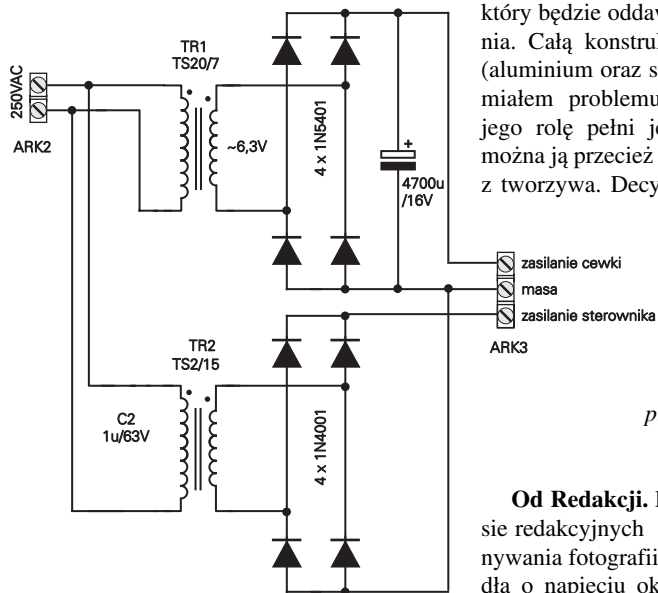 250VAC
ARK2
TR1
TS20/7
~6,3V
4 x 1N5401
+
4700u
/16V
zasilanie cewki
masa
zasilanie sterownika
ARK3
TR2
TS2/15
C2
1u/63V
4 x 1N4001
który będzie oddaw
nia. Całą konstruk
(aluminium oraz s
miałem problemu
jego rolę pełni je
można ją przecież
z tworzywa. Decy
p
Od Redakcji.
sie redakcyjnych
nywania fotografii
dła o napięciu ok